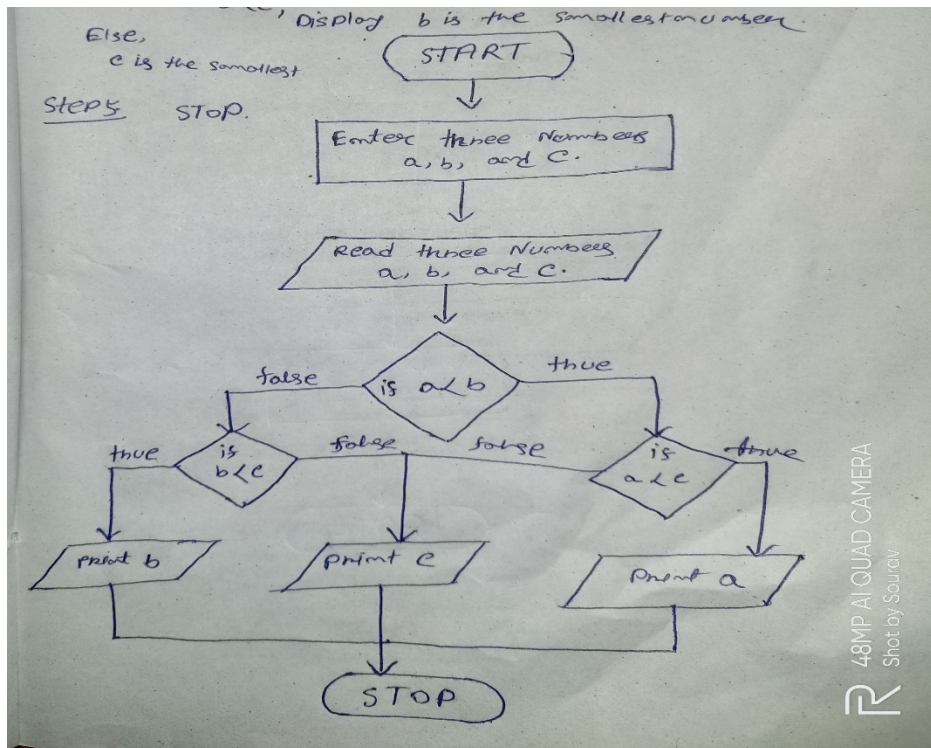 Display b is the smallest number.
Else,
c is the smallest
Step 5: STOP.
START
Enter three Numbers
a, b, and c.
Read three Numbers
a, b, and c.
is a<b
false
true
is
b<c
true
false
false
is
a<c
true
print b
print c
print a
STOP
48MP AI QUAD CAMERA
Shot by Sourav